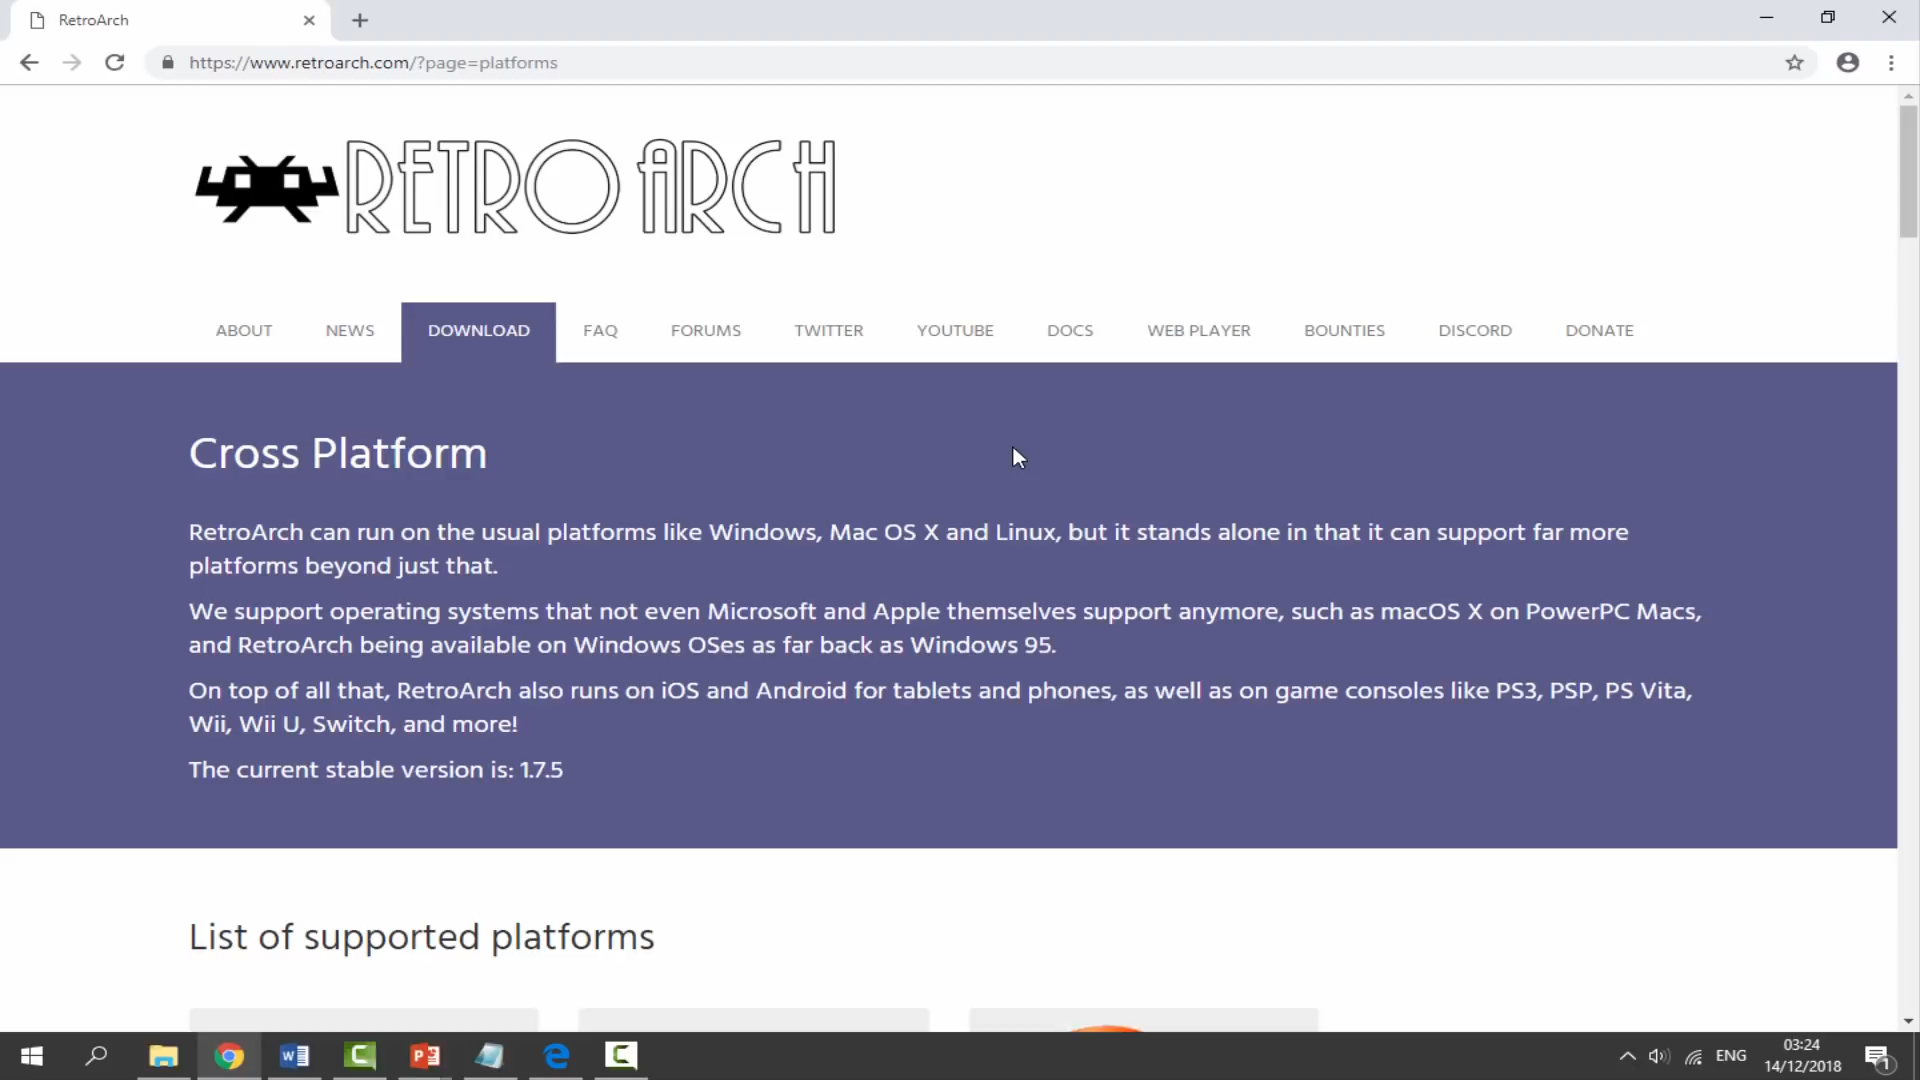 RetroArch
https://www.retroarch.com/?page=platforms
RETRO ARCH
ABOUT NEWS DOWNLOAD FAQ FORUMS TWITTER YOUTUBE DOCS WEB PLAYER BOUNTIES DISCORD DONATE
Cross Platform
RetroArch can run on the usual platforms like Windows, Mac OS X and Linux, but it stands alone in that it can support far more
platforms beyond just that.
We support operating systems that not even Microsoft and Apple themselves support anymore, such as macOS X on PowerPC Macs,
and RetroArch being available on Windows OSes as far back as Windows 95.
On top of all that, RetroArch also runs on iOS and Android for tablets and phones, as well as on game consoles like PS3, PSP, PS Vita,
Wii, Wii U, Switch, and more!
The current stable version is: 1.7.5
List of supported platforms
ENG
03:24
14/12/2018
1